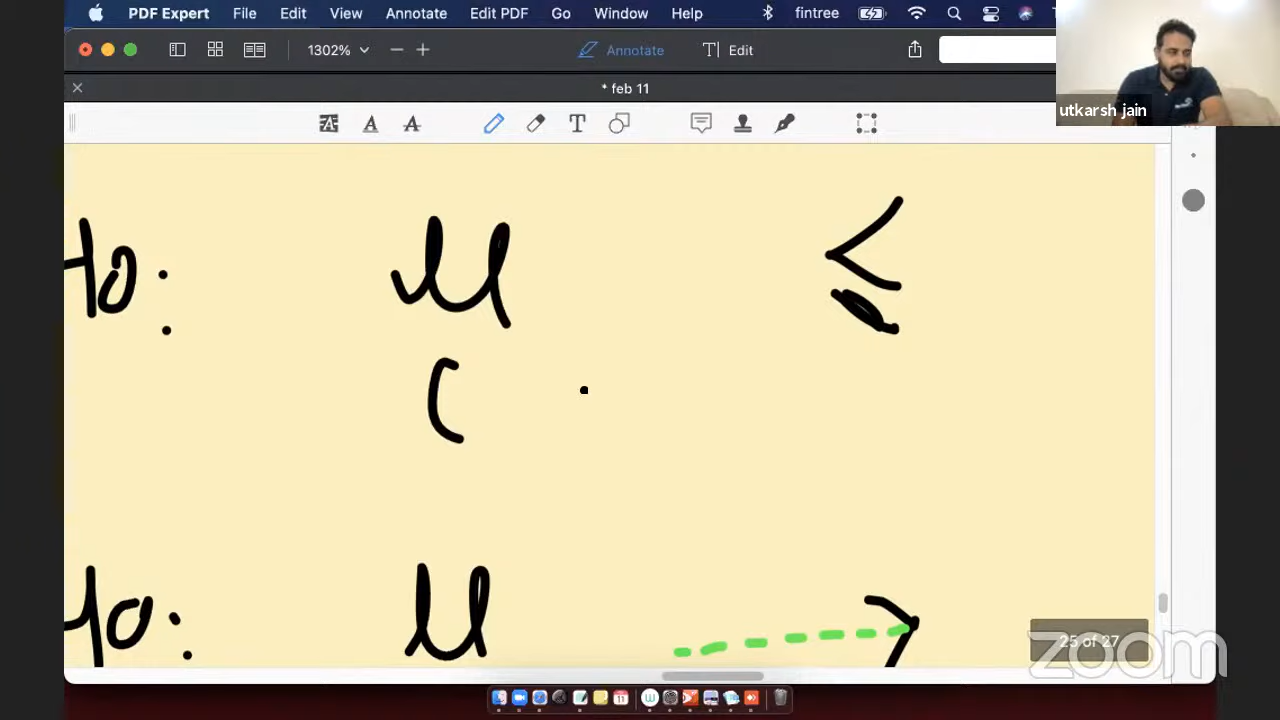 PDF Expert File Edit View Annotate Edit PDF Go Window Help fintree
1302% Annotate T Edit
* feb 11
utkarsh jain
Ho: μ ≤
(
Ho: μ >
25 of 27
zoom